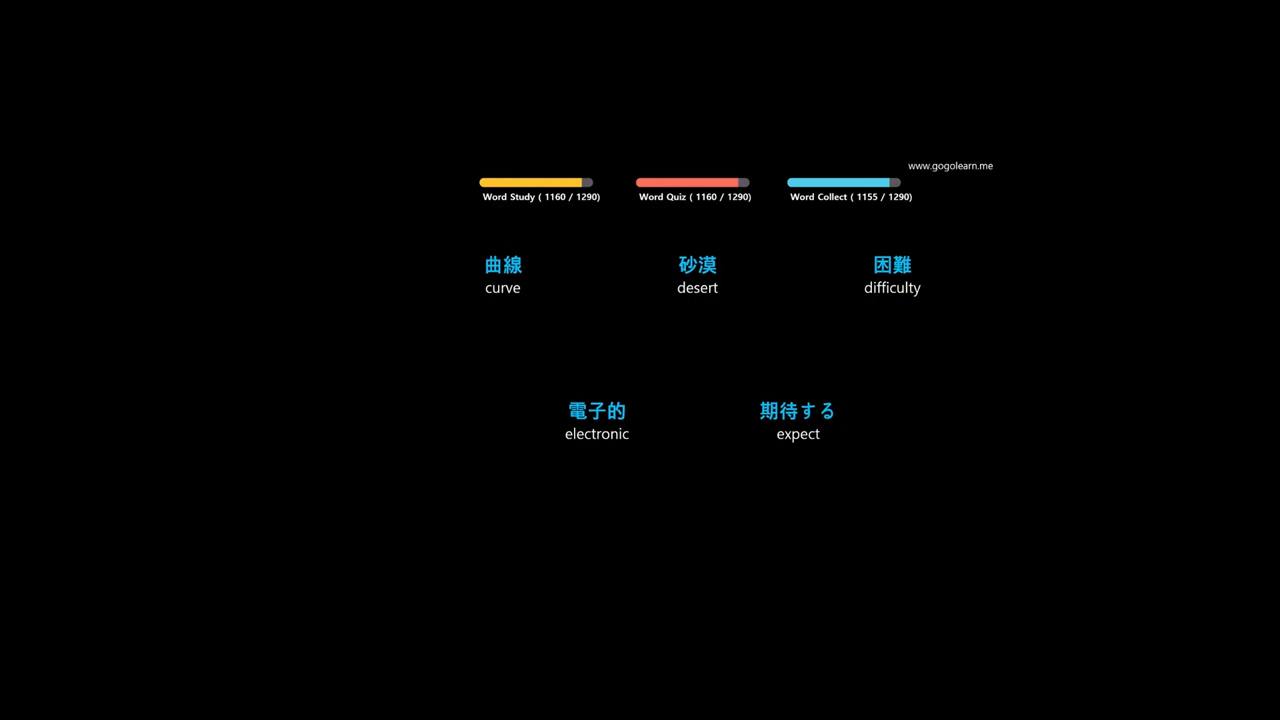 www.gogolearn.me
Word Study ( 1160 / 1290)
Word Quiz ( 1160 / 1290)
Word Collect ( 1155 / 1290)
曲線
curve
砂漠
desert
困難
difficulty
電子的
electronic
期待する
expect